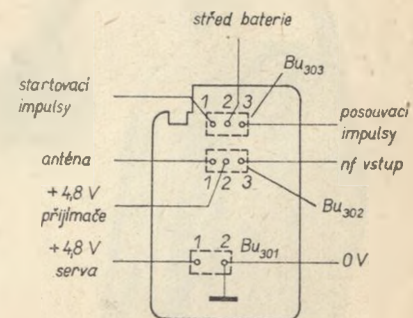 střed baterie
Bu303
startovací
impulsy
1 2 3
posouvací
impulsy
anténa
nf vstup
1 2 3
+4,8 V
přijímače
Bu302
+4,8 V
serva
1 2
Bu301
0V